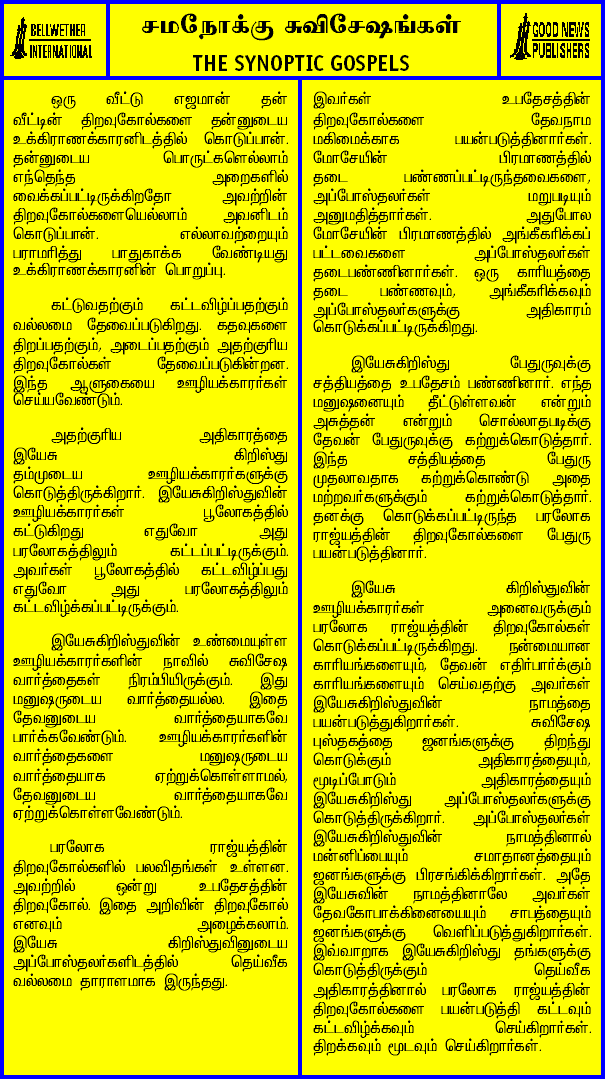 BELLWETHER
INTERNATIONAL
சமநோக்கு சுவிசேஷங்கள்
THE SYNOPTIC GOSPELS
GOOD NEWS
PUBLISHERS
ஒரு வீட்டு எஜமான் தன்
வீட்டின் திறவுகோல்களை தன்னுடைய
உக்கிராணக்காரனிடத்தில் கொடுப்பான்.
தன்னுடைய பொருட்களெல்லாம்
எந்தெந்த அறைகளில்
வைக்கப்பட்டிருக்கிறதோ அவற்றின்
திறவுகோல்களையெல்லாம் அவனிடம்
கொடுப்பான். எல்லாவற்றையும்
பராமரித்து பாதுகாக்க வேண்டியது
உக்கிராணக்காரனின் பொறுப்பு.
கட்டுவதற்கும் கட்டவிழ்ப்பதற்கும்
வல்லமை தேவைப்படுகிறது. கதவுகளை
திறப்பதற்கும், அடைப்பதற்கும் அதற்குரிய
திறவுகோல்கள் தேவைப்படுகின்றன.
இந்த ஆளுகையை ஊழியக்காரர்கள்
செய்யவேண்டும்.
அதற்குரிய அதிகாரத்தை
இயேசு கிறிஸ்து
தம்முடைய ஊழியக்காரர்களுக்கு
கொடுத்திருக்கிறார். இயேசுகிறிஸ்துவின்
ஊழியக்காரர்கள் பூலோகத்தில்
கட்டுகிறது எதுவோ அது
பரலோகத்திலும் கட்டப்பட்டிருக்கும்.
அவர்கள் பூலோகத்தில் கட்டவிழ்ப்பது
எதுவோ அது பரலோகத்திலும்
கட்டவிழ்க்கப்பட்டிருக்கும்.
இயேசுகிறிஸ்துவின் உண்மையுள்ள
ஊழியக்காரர்களின் நாவில் சுவிசேஷ
வார்த்தைகள் நிரம்பியிருக்கும். இது
மனுஷருடைய வார்த்தையல்ல. இதை
தேவனுடைய வார்த்தையாகவே
பார்க்கவேண்டும். ஊழியக்காரர்களின்
வார்த்தைகளை மனுஷருடைய
வார்த்தையாக ஏற்றுக்கொள்ளாமல்,
தேவனுடைய வார்த்தையாகவே
ஏற்றுக்கொள்ளவேண்டும்.
பரலோக ராஜ்யத்தின்
திறவுகோல்களில் பலவிதங்கள் உள்ளன.
அவற்றில் ஒன்று உபதேசத்தின்
திறவுகோல். இதை அறிவின் திறவுகோல்
எனவும் அழைக்கலாம்.
இயேசு கிறிஸ்துவினுடைய
அப்போஸ்தலர்களிடத்தில் தெய்வீக
வல்லமை தாராளமாக இருந்தது.
இவர்கள் உபதேசத்தின்
திறவுகோல்களை தேவநாம
மகிமைக்காக பயன்படுத்தினார்கள்.
மோசேயின் பிரமாணத்தில்
தடை பண்ணப்பட்டிருந்தவைகளை,
அப்போஸ்தலர்கள் மறுபடியும்
அனுமதித்தார்கள். அதுபோல
மோசேயின் பிரமாணத்தில் அங்கீகரிக்கப்
பட்டவைகளை அப்போஸ்தலர்கள்
தடைபண்ணினார்கள். ஒரு காரியத்தை
தடை பண்ணவும், அங்கீகரிக்கவும்
அப்போஸ்தலர்களுக்கு அதிகாரம்
கொடுக்கப்பட்டிருக்கிறது.
இயேசுகிறிஸ்து பேதுருவுக்கு
சத்தியத்தை உபதேசம் பண்ணினார். எந்த
மனுஷனையும் தீட்டுள்ளவன் என்றும்
அசுத்தன் என்றும் சொல்லாதபடிக்கு
தேவன் பேதுருவுக்கு கற்றுக்கொடுத்தார்.
இந்த சத்தியத்தை பேதுரு
முதலாவதாக கற்றுக்கொண்டு அதை
மற்றவர்களுக்கும் கற்றுக்கொடுத்தார்.
தனக்கு கொடுக்கப்பட்டிருந்த பரலோக
ராஜ்யத்தின் திறவுகோல்களை பேதுரு
பயன்படுத்தினார்.
இயேசு கிறிஸ்துவின்
ஊழியக்காரர்கள் அனைவருக்கும்
பரலோக ராஜ்யத்தின் திறவுகோல்கள்
கொடுக்கப்பட்டிருக்கிறது. நன்மையான
காரியங்களையும், தேவன் எதிர்பார்க்கும்
காரியங்களையும் செய்வதற்கு அவர்கள்
இயேசுகிறிஸ்துவின் நாமத்தை
பயன்படுத்துகிறார்கள். சுவிசேஷ
புஸ்தகத்தை ஜனங்களுக்கு திறந்து
கொடுக்கும் அதிகாரத்தையும்,
மூடிப்போடும் அதிகாரத்தையும்
இயேசுகிறிஸ்து அப்போஸ்தலர்களுக்கு
கொடுத்திருக்கிறார். அப்போஸ்தலர்கள்
இயேசுகிறிஸ்துவின் நாமத்தினால்
மன்னிப்பையும் சமாதானத்தையும்
ஜனங்களுக்கு பிரசங்கிக்கிறார்கள். அதே
இயேசுவின் நாமத்தினாலே அவர்கள்
தேவகோபாக்கினையையும் சாபத்தையும்
ஜனங்களுக்கு வெளிப்படுத்துகிறார்கள்.
இவ்வாறாக இயேசுகிறிஸ்து தங்களுக்கு
கொடுத்திருக்கும் தெய்வீக
அதிகாரத்தினால் பரலோக ராஜ்யத்தின்
திறவுகோல்களை பயன்படுத்தி கட்டவும்
கட்டவிழ்க்கவும் செய்கிறார்கள்.
திறக்கவும் மூடவும் செய்கிறார்கள்.